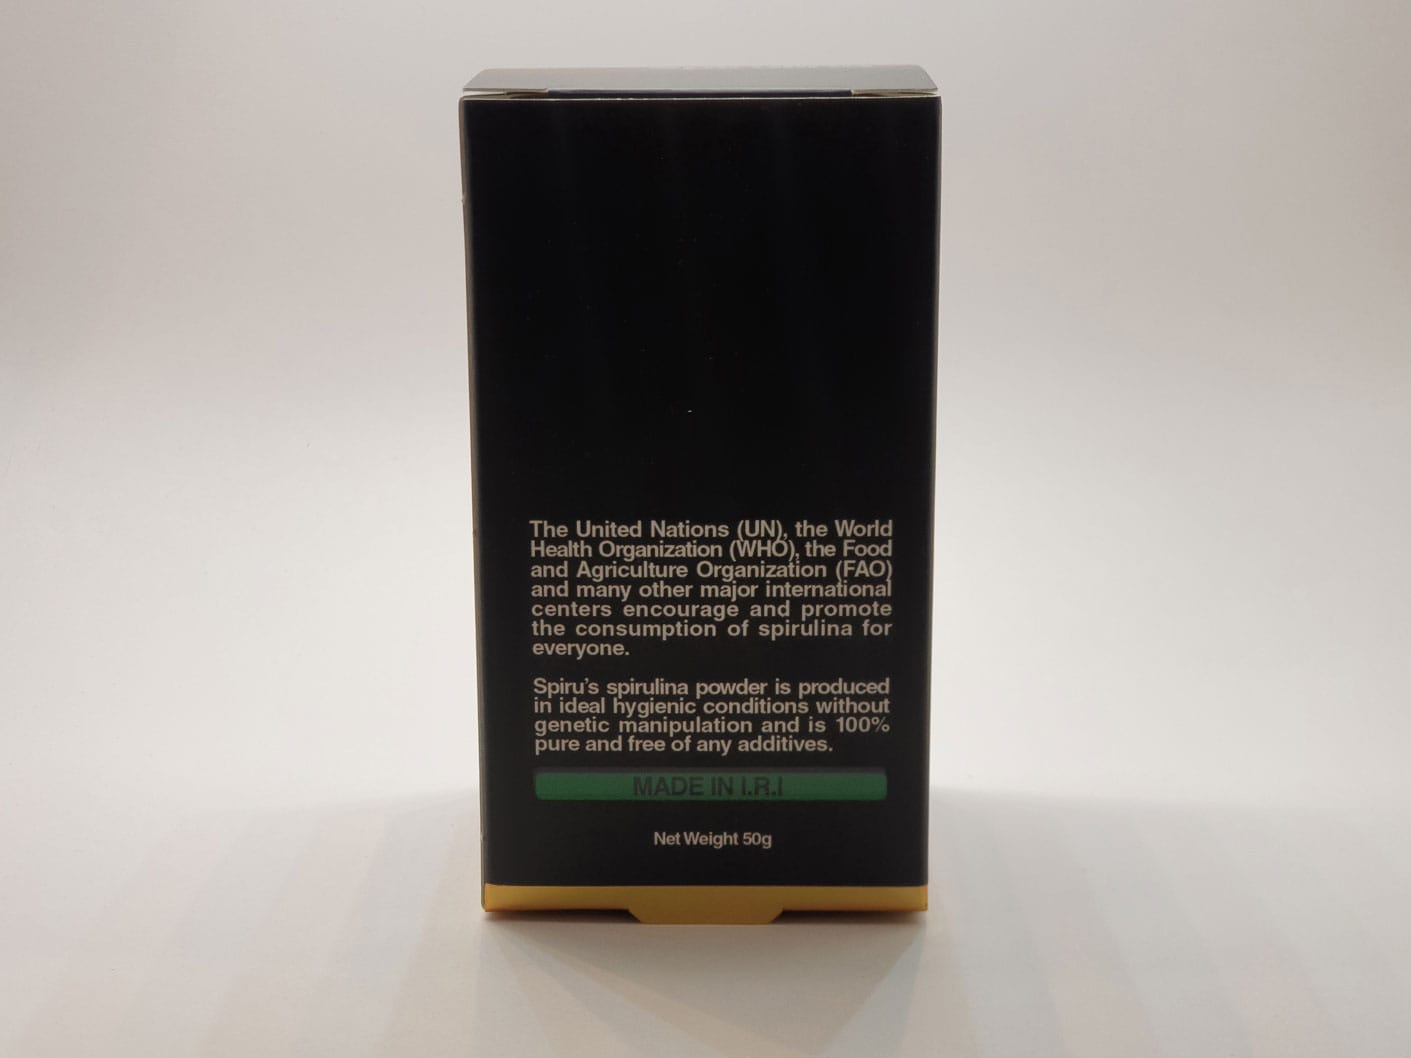 The United Nations (UN), the World
Health Organization (WHO), the Food
and Agriculture Organization (FAO)
and many other major international
centers encourage and promote
the consumption of spirulina for
everyone.
Spiru's spirulina powder is produced
in ideal hygienic conditions without
genetic manipulation and is 100%
pure and free of any additives.
MADE IN I.R.I
Net Weight 50g